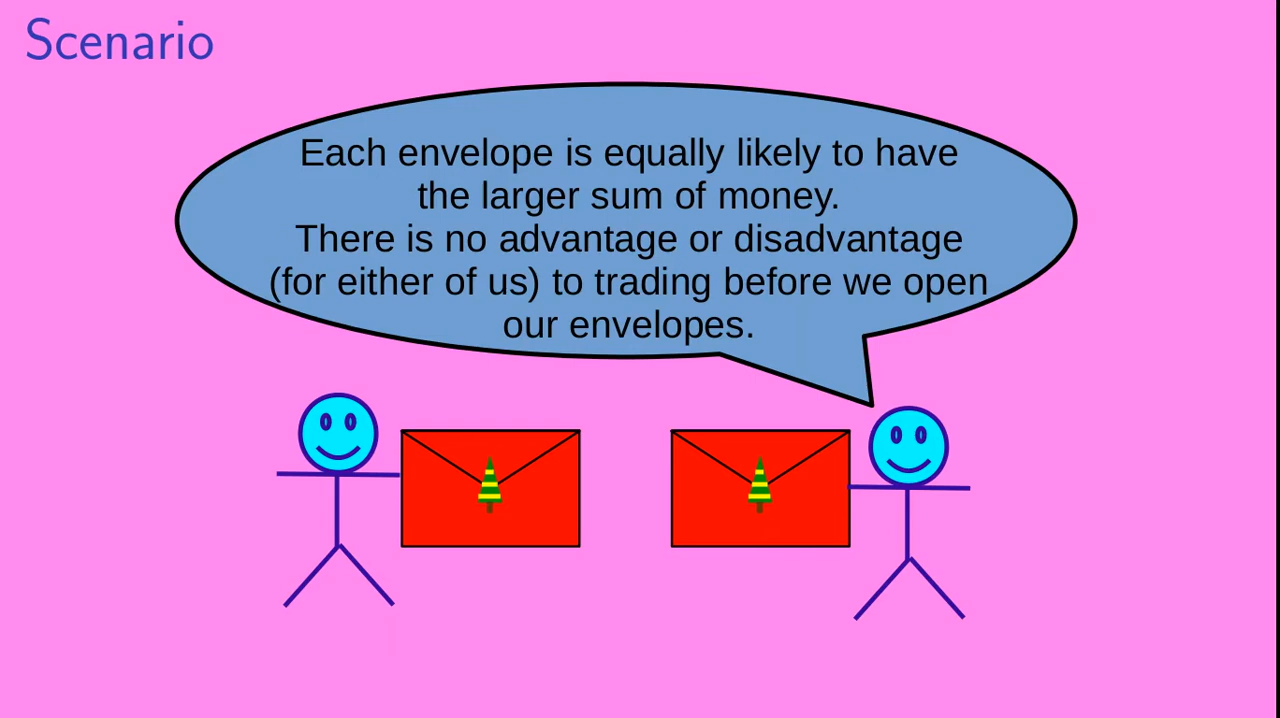 Scenario
Each envelope is equally likely to have
the larger sum of money.
There is no advantage or disadvantage
(for either of us) to trading before we open
our envelopes.